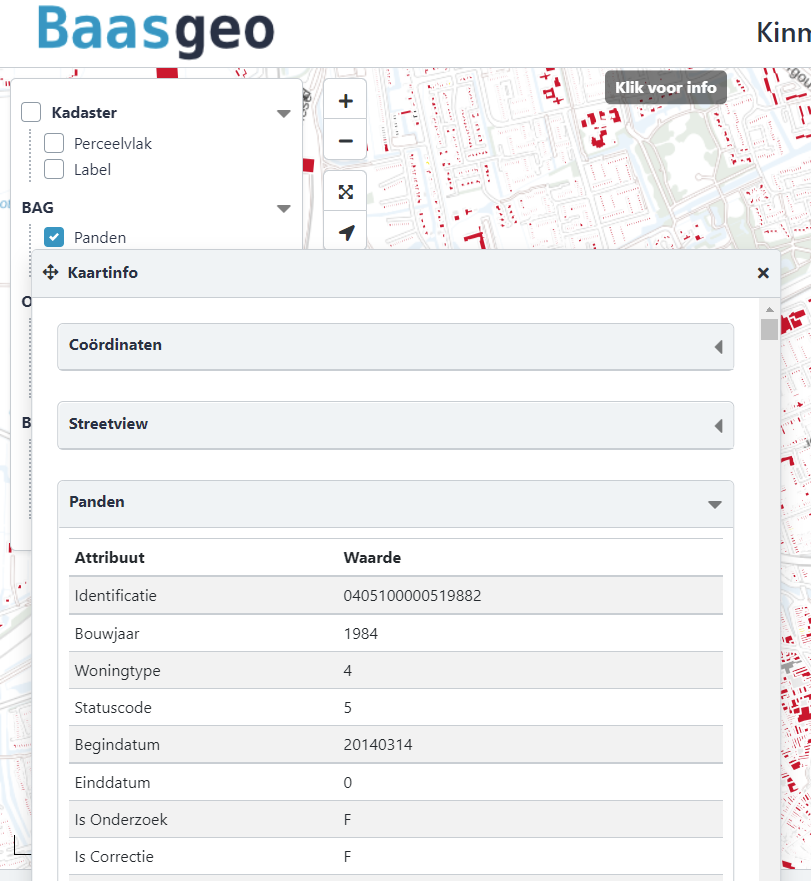 Baasgeo
Kinm
Klik voor info
Kadaster
Perceelvlak
Label
BAG
Panden
Kaartinfo
Coördinaten
Streetview
Panden
Attribuut Waarde
Identificatie 0405100000519882
Bouwjaar 1984
Woningtype 4
Statuscode 5
Begindatum 20140314
Einddatum 0
Is Onderzoek F
Is Correctie F